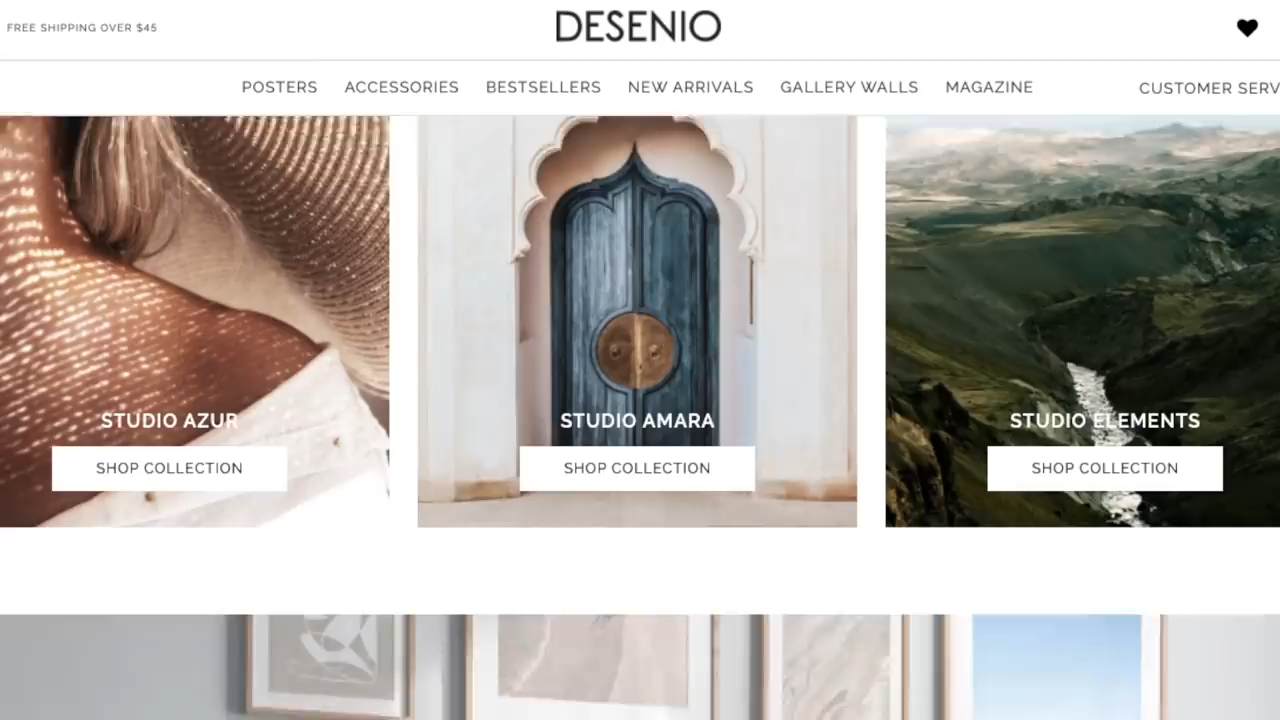 FREE SHIPPING OVER $45
DESENIO
POSTERS ACCESSORIES BESTSELLERS NEW ARRIVALS GALLERY WALLS MAGAZINE CUSTOMER SERV
STUDIO AZUR STUDIO AMARA STUDIO ELEMENTS
SHOP COLLECTION SHOP COLLECTION SHOP COLLECTION